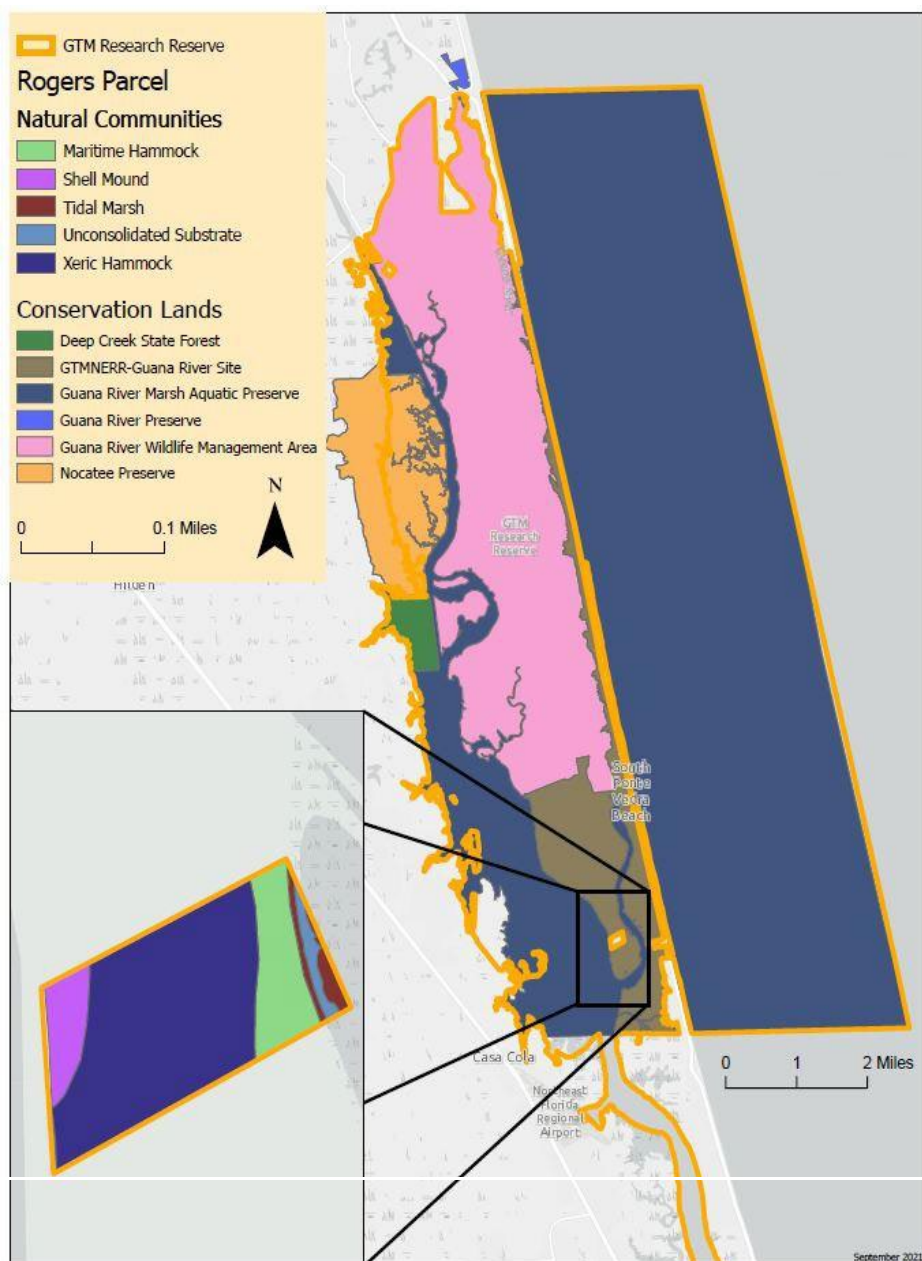 GTM Research Reserve
Rogers Parcel
Natural Communities
Maritime Hammock
Shell Mound
Tidal Marsh
Unconsolidated Substrate
Xeric Hammock
Conservation Lands
Deep Creek State Forest
GTMNERR-Guana River Site
Guana River Marsh Aquatic Preserve
Guana River Preserve
Guana River Wildlife Management Area
Nocatee Preserve
N
0 0.1 Miles
GTM
Research
Reserve
South
Ponte
Vedra
Beach
Casa Cola
Northeast
Florida
Regional
Airport
0 1 2 Miles
September 2021